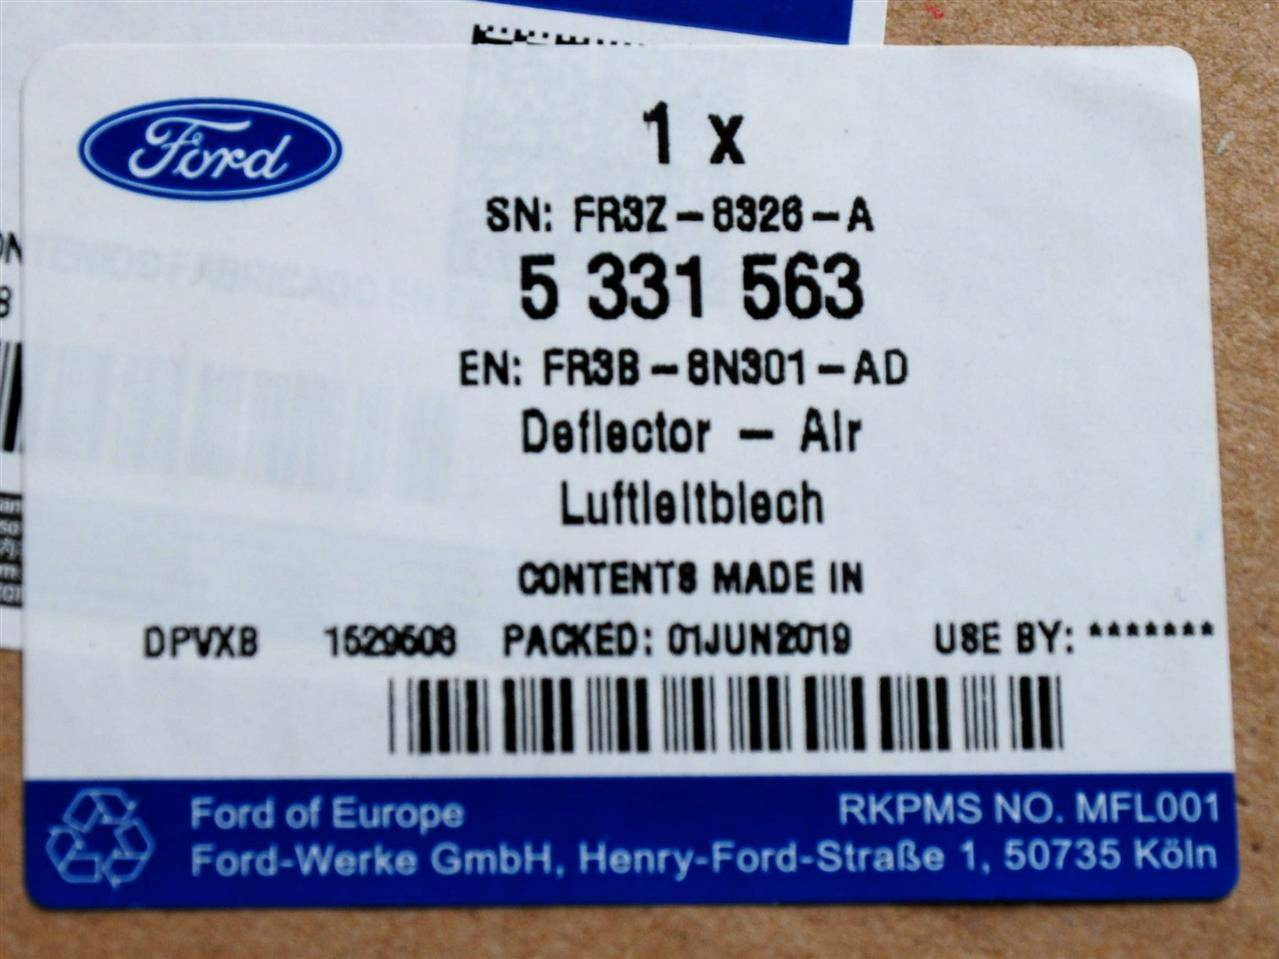 Ford
1 x
SN: FR3Z-8326-A
5 331 563
EN: FR3B-8N301-AD
Deflector - Air
Luftleitblech
CONTENTS MADE IN
DPVXB 1529503 PACKED: 01JUN2019 USE BY: *******
Ford of Europe RKPMS NO. MFL001
Ford-Werke GmbH, Henry-Ford-Straße 1, 50735 Köln